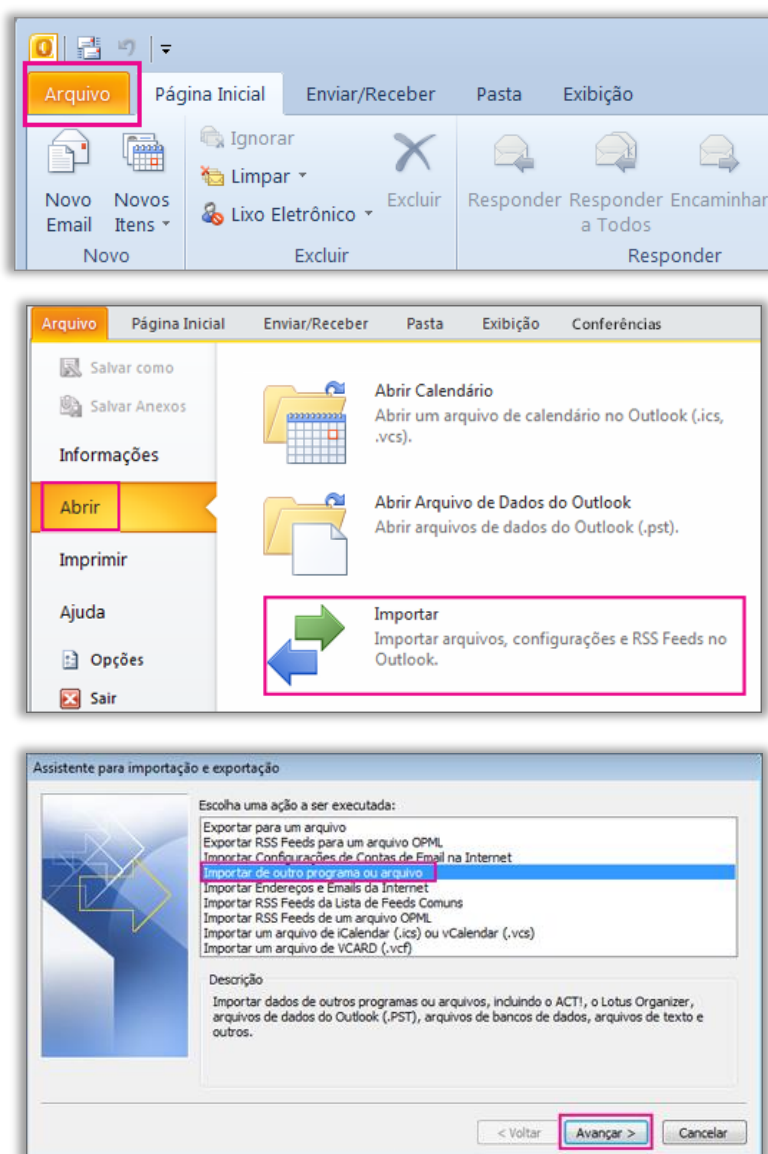 Arquivo Página Inicial Enviar/Receber Pasta Exibição
Ignorar
Limpar
Lixo Eletrônico
Excluir
Novo Email
Novos Itens
Responder
Responder a Todos
Encaminhar
Novo Excluir Responder
Arquivo Página Inicial Enviar/Receber Pasta Exibição Conferências
Salvar como
Salvar Anexos
Informações
Abrir
Imprimir
Ajuda
Opções
Sair
Abrir Calendário
Abrir um arquivo de calendário no Outlook (.ics,
.vcs).
Abrir Arquivo de Dados do Outlook
Abrir arquivos de dados do Outlook (.pst).
Importar
Importar arquivos, configurações e RSS Feeds no
Outlook.
Assistente para importação e exportação
Escolha uma ação a ser executada:
Exportar para um arquivo
Exportar RSS Feeds para um arquivo OPML
Importar Configurações de Contas de Email na Internet
Importar de outro programa ou arquivo
Importar Endereços e Emails da Internet
Importar RSS Feeds da Lista de Feeds Comuns
Importar RSS Feeds de um arquivo OPML
Importar um arquivo de iCalendar (.ics) ou vCalendar (.vcs)
Importar um arquivo de VCARD (.vcf)
Descrição
Importar dados de outros programas ou arquivos, incluindo o ACT!, o Lotus Organizer,
arquivos de dados do Outlook (.PST), arquivos de bancos de dados, arquivos de texto e
outros.
< Voltar Avançar > Cancelar